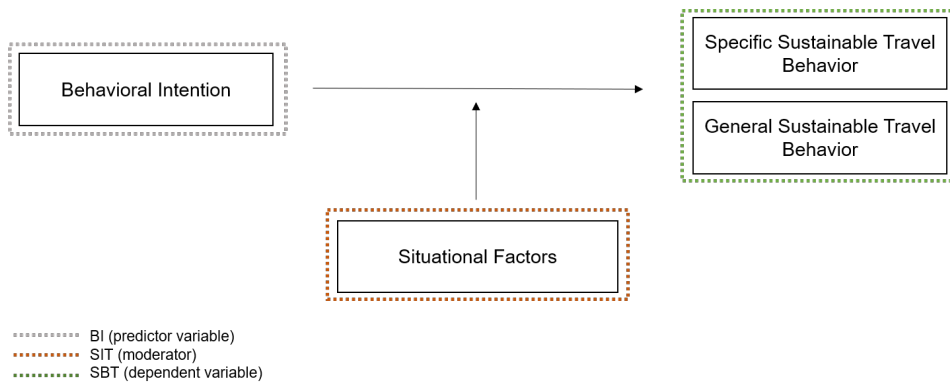 Behavioral Intention
Specific Sustainable Travel
Behavior
General Sustainable Travel
Behavior
Situational Factors
BI (predictor variable)
SIT (moderator)
SBT (dependent variable)